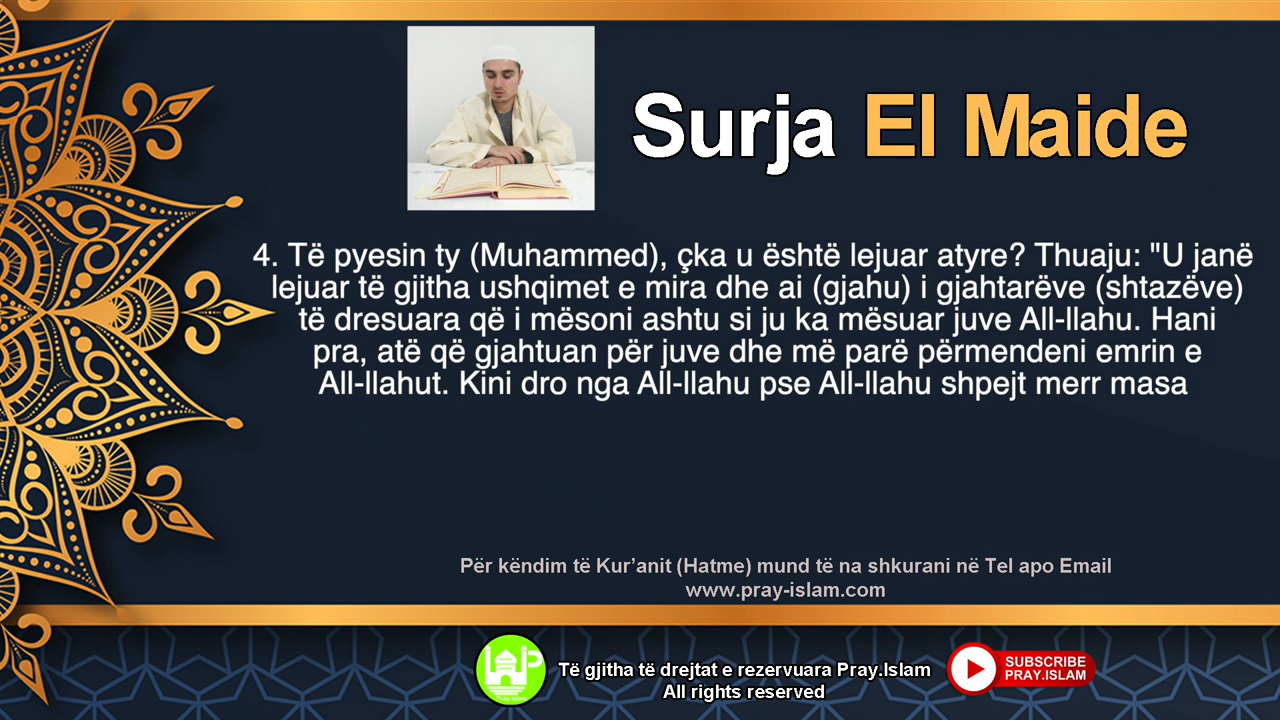 Surja El Maide
4. Të pyesin ty (Muhammed), çka u është lejuar atyre? Thuaju: "U janë
lejuar të gjitha ushqimet e mira dhe ai (gjahu) i gjahtarëve (shtazëve)
të dresuara që i mësoni ashtu si ju ka mësuar juve All-llahu. Hani
pra, atë që gjahtuan për juve dhe më parë përmendeni emrin e
All-llahut. Kini dro nga All-llahu pse All-llahu shpejt merr masa
Për këndim të Kur’anit (Hatme) mund të na shkurani në Tel apo Email
www.pray-islam.com
Pray.Islam
Të gjiitha të drejtat e rezervuara Pray.Islam
All rights reserved
SUBSCRIBE
PRAY.ISLAM